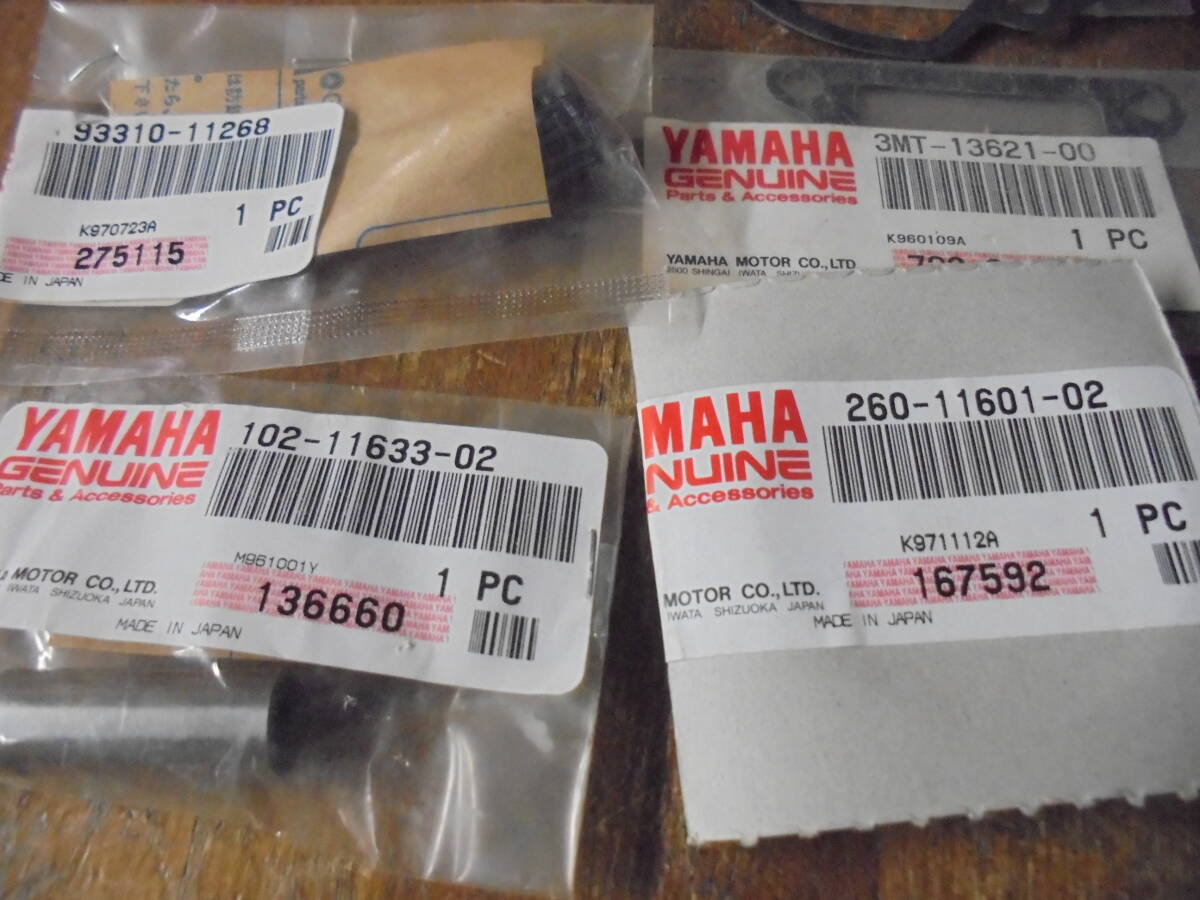 93310-11268
1 PC
K970723A
275115
DE IN JAPAN
YAMAHA
GENUINE
Parts & Accessories
3MT-13621-00
K960109A
1 PC
YAMAHA MOTOR CO.,LTD
2500 SHINGAI IWATA
YAMAHA
GENUINE
Parts & Accessories
102-11633-02
M961001Y
1 PC
MOTOR CO.,LTD.
IWATA SHIZUOKA JAPAN
136660
MADE IN JAPAN
MAHA
NUINE
& Accessories
260-11601-02
K971112A
1 PC
MOTOR CO.,LTD.
IWATA SHIZUOKA JAPAN
167592
MADE IN JAPAN